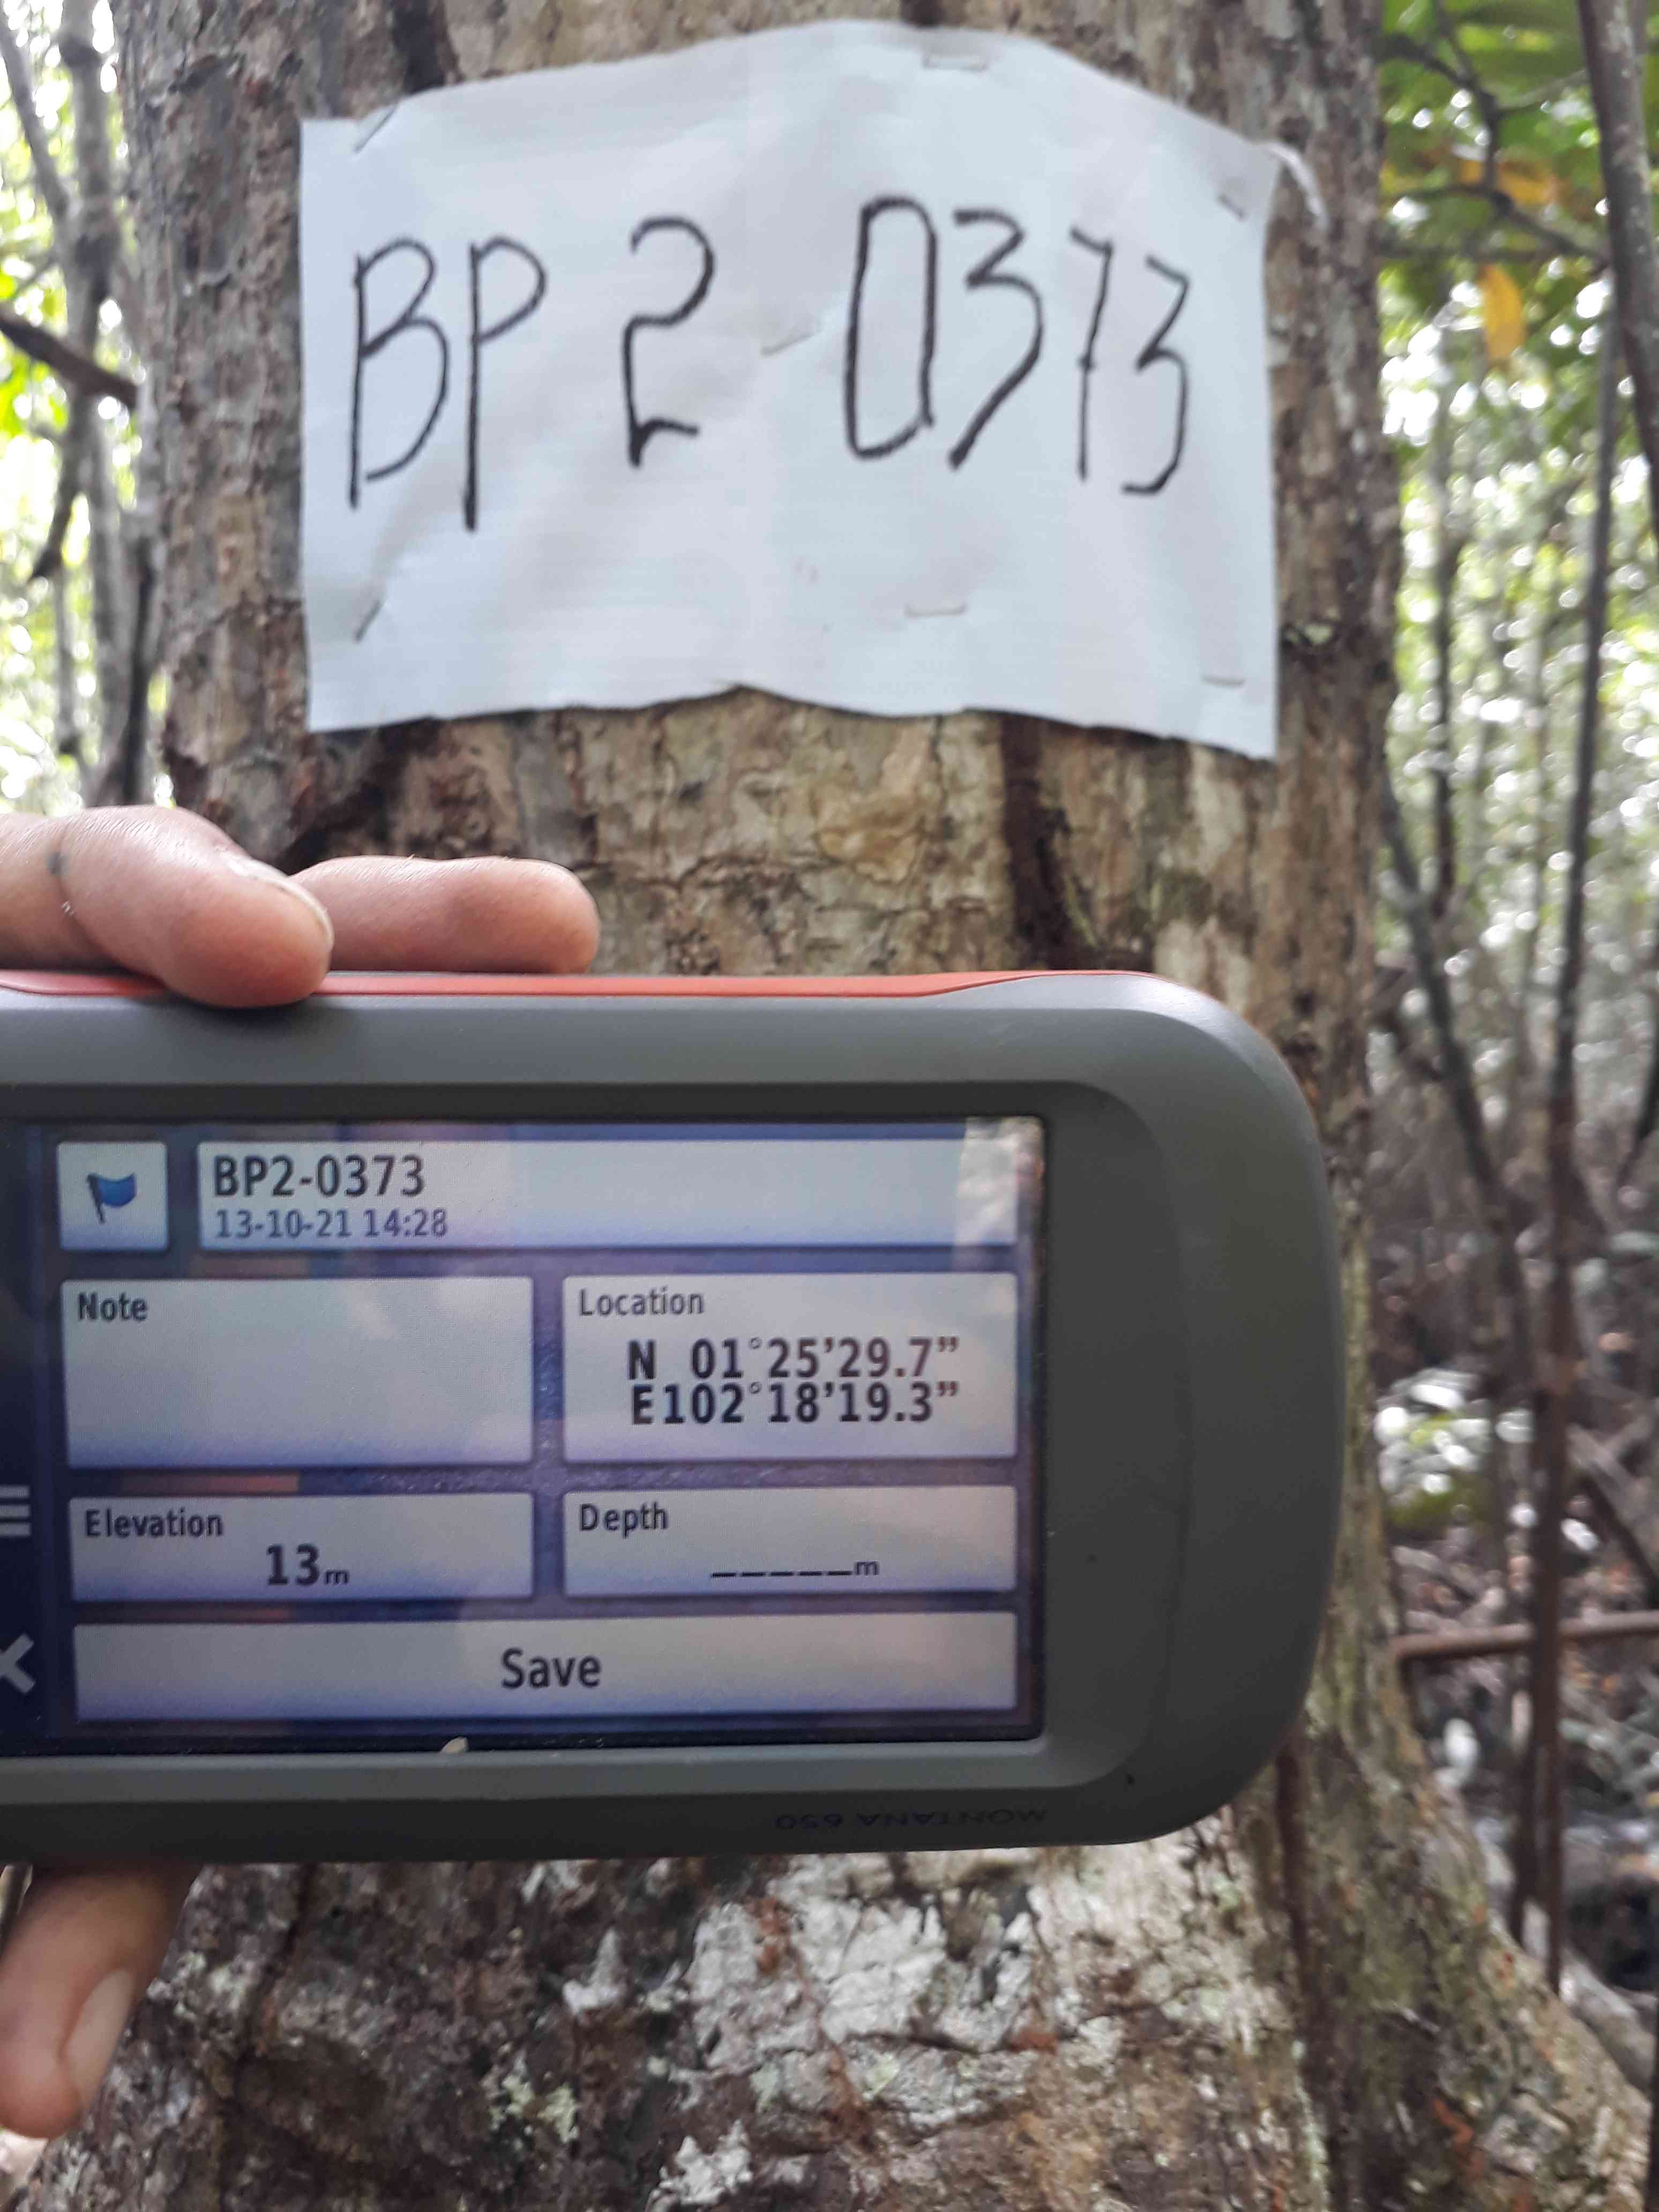 BP 2 0373
BP2-0373
13-10-21 14:28
Note
Location
N 01°25'29.7"
E102°18'19.3"
Elevation
13m
Depth
_____m
Save
MONTANA 650